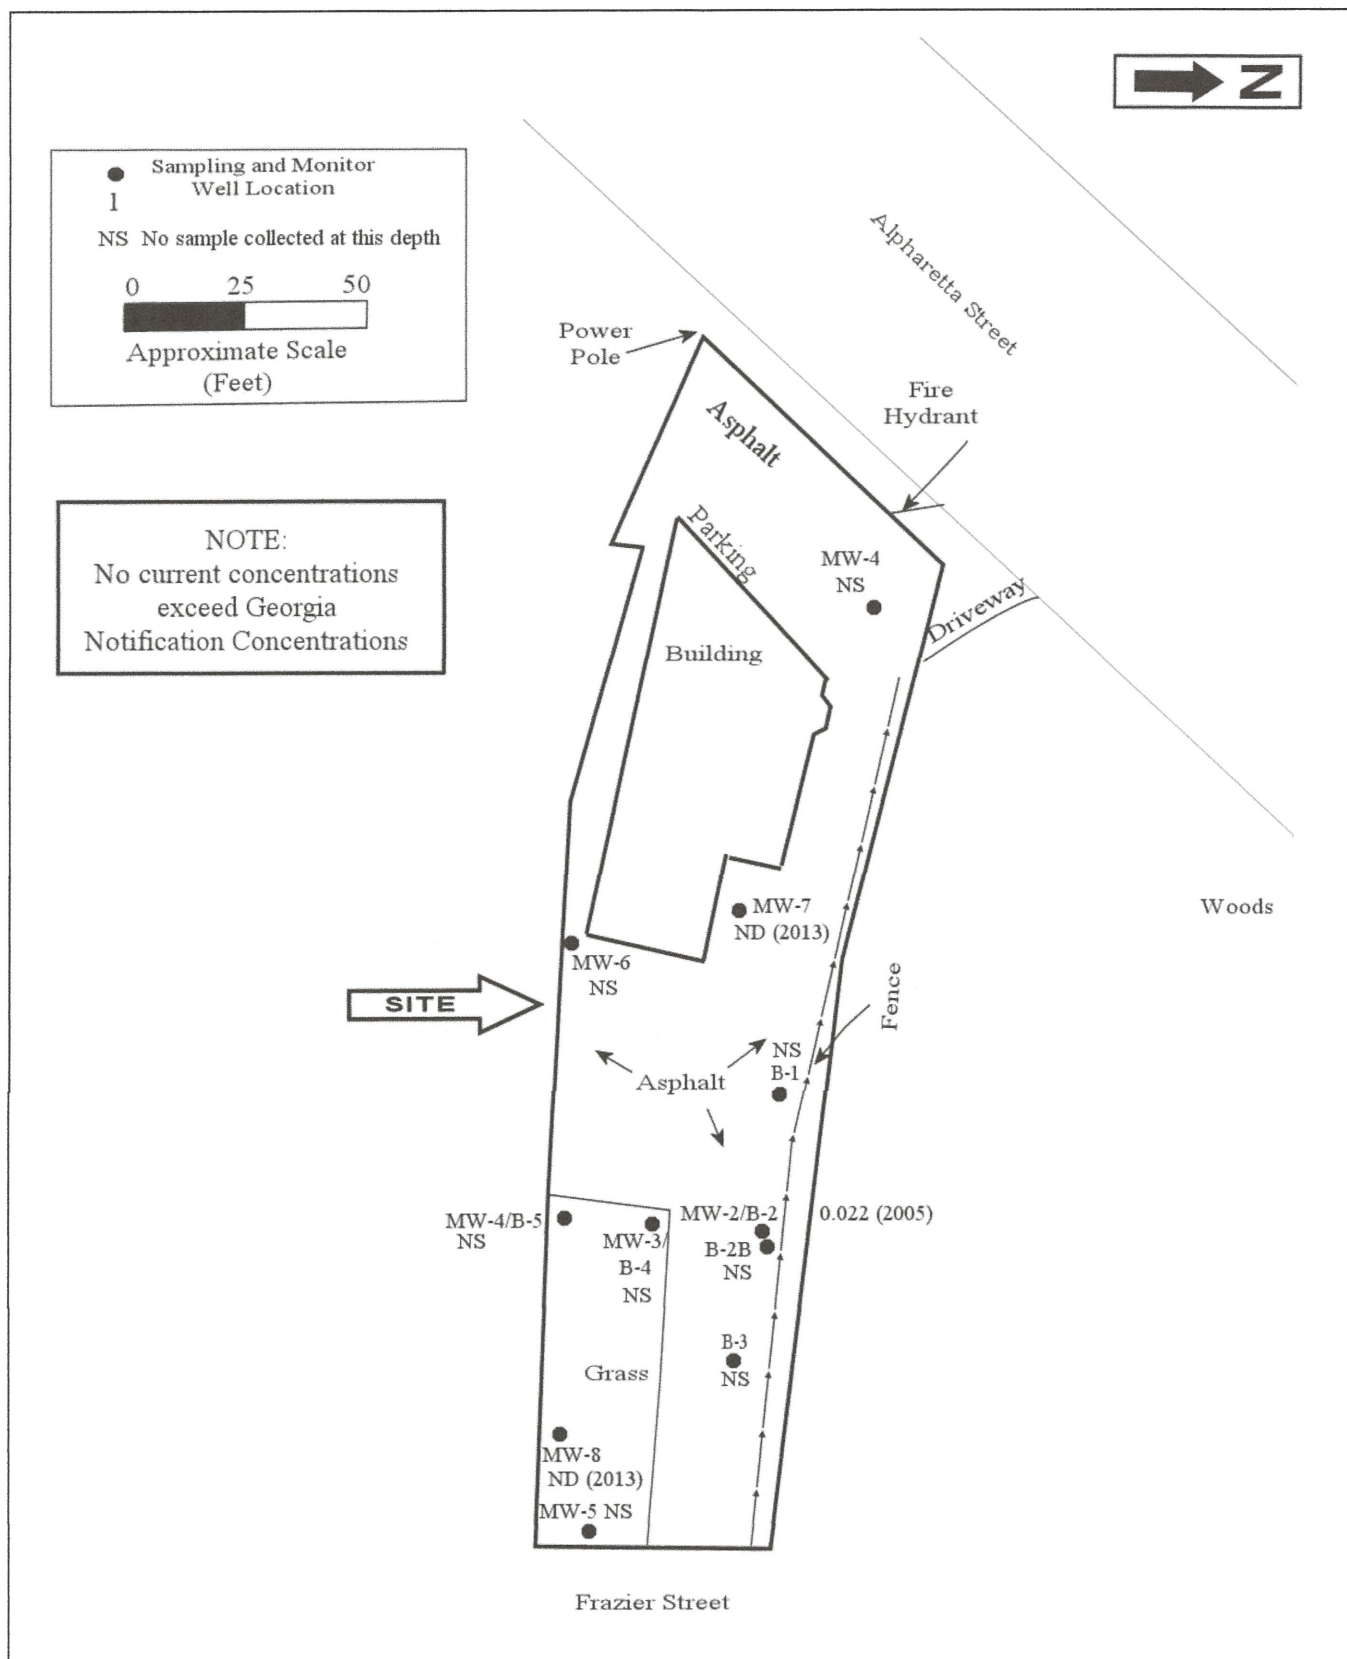 N
Sampling and Monitor
Well Location
1
NS No sample collected at this depth
0 25 50
Approximate Scale
(Feet)
Alpharetta Street
Power
Pole
Fire
Hydrant
Asphalt
NOTE:
No current concentrations
exceed Georgia
Notification Concentrations
Parking
MW-4
NS
Driveway
Building
Woods
MW-7
ND (2013)
MW-6
NS
SITE
Fence
NS
B-1
Asphalt
MW-4/B-5
NS
MW-3/
B-4
NS
MW-2/B-2
0.022 (2005)
B-2B
NS
B-3
NS
Grass
MW-8
ND (2013)
MW-5 NS
Frazier Street